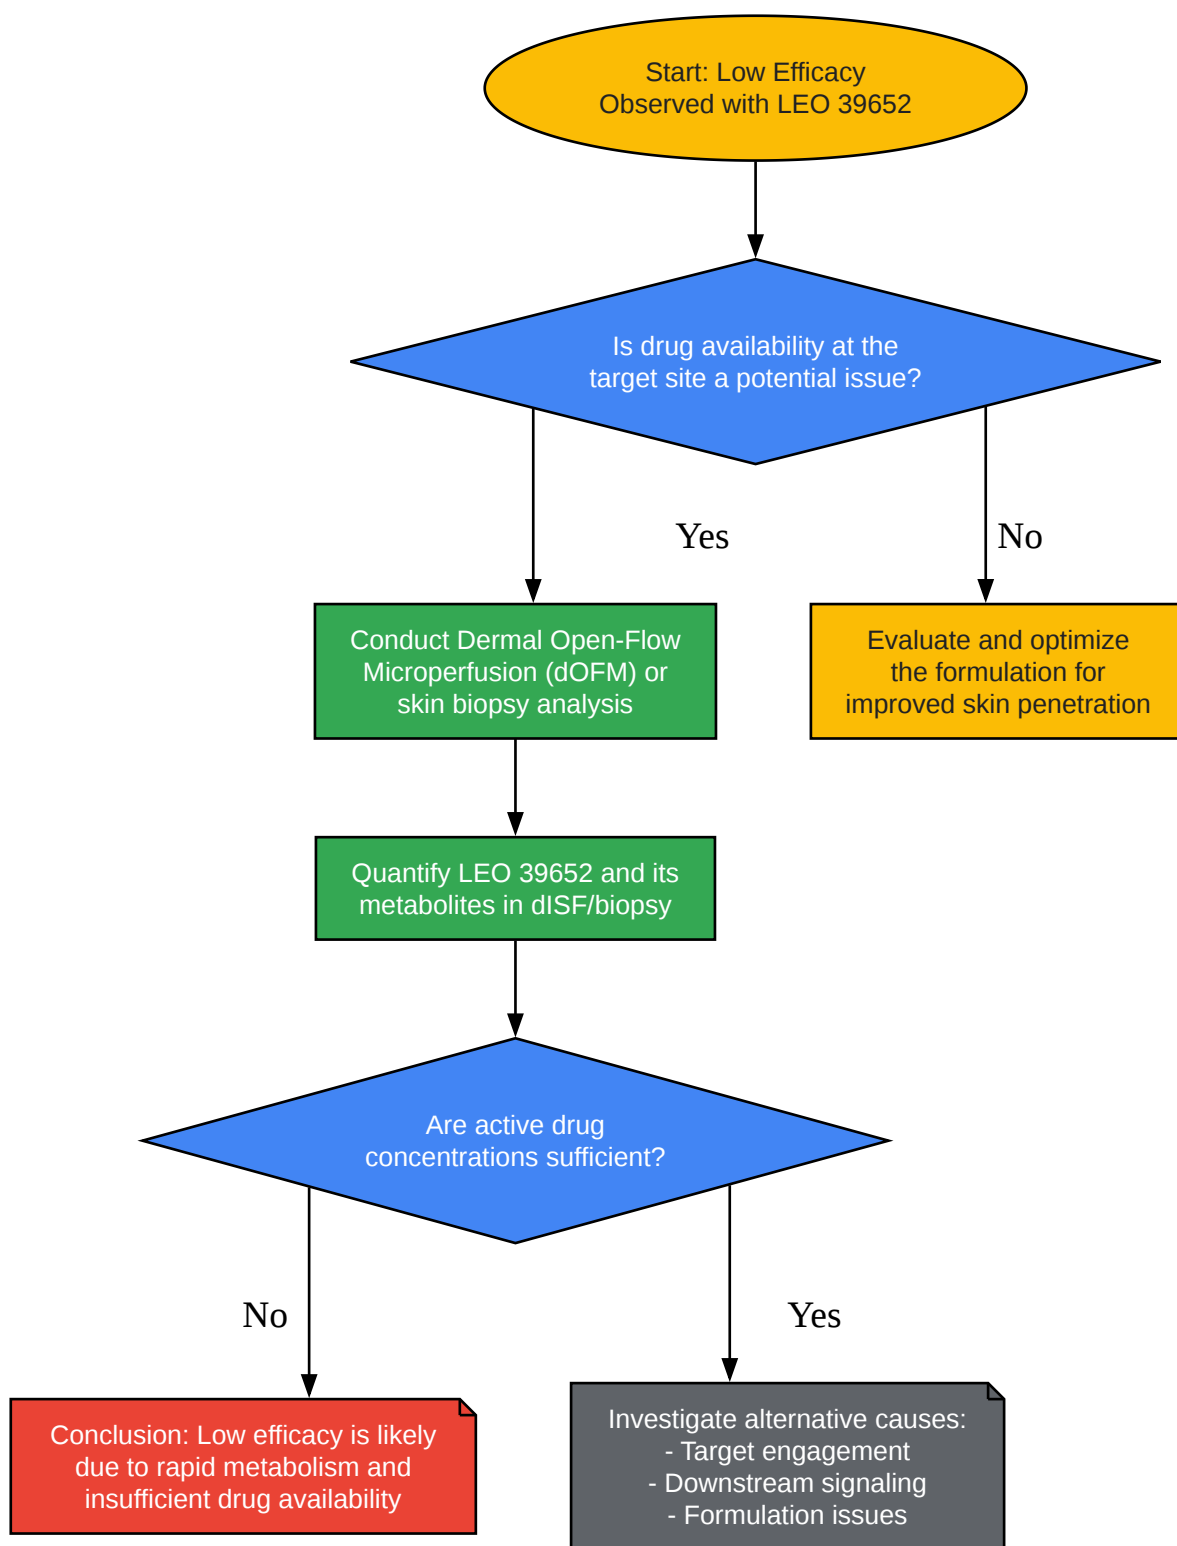 Start: Low Efficacy
Observed with LEO 39652
Is drug availability at the
target site a potential issue?
Yes
No
Conduct Dermal Open-Flow
Microperfusion (dOFM) or
skin biopsy analysis
Evaluate and optimize
the formulation for
improved skin penetration
Quantify LEO 39652 and its
metabolites in dISF/biopsy
Are active drug
concentrations sufficient?
No
Yes
Conclusion: Low efficacy is likely
due to rapid metabolism and
insufficient drug availability
Investigate alternative causes:
- Target engagement
- Downstream signaling
- Formulation issues